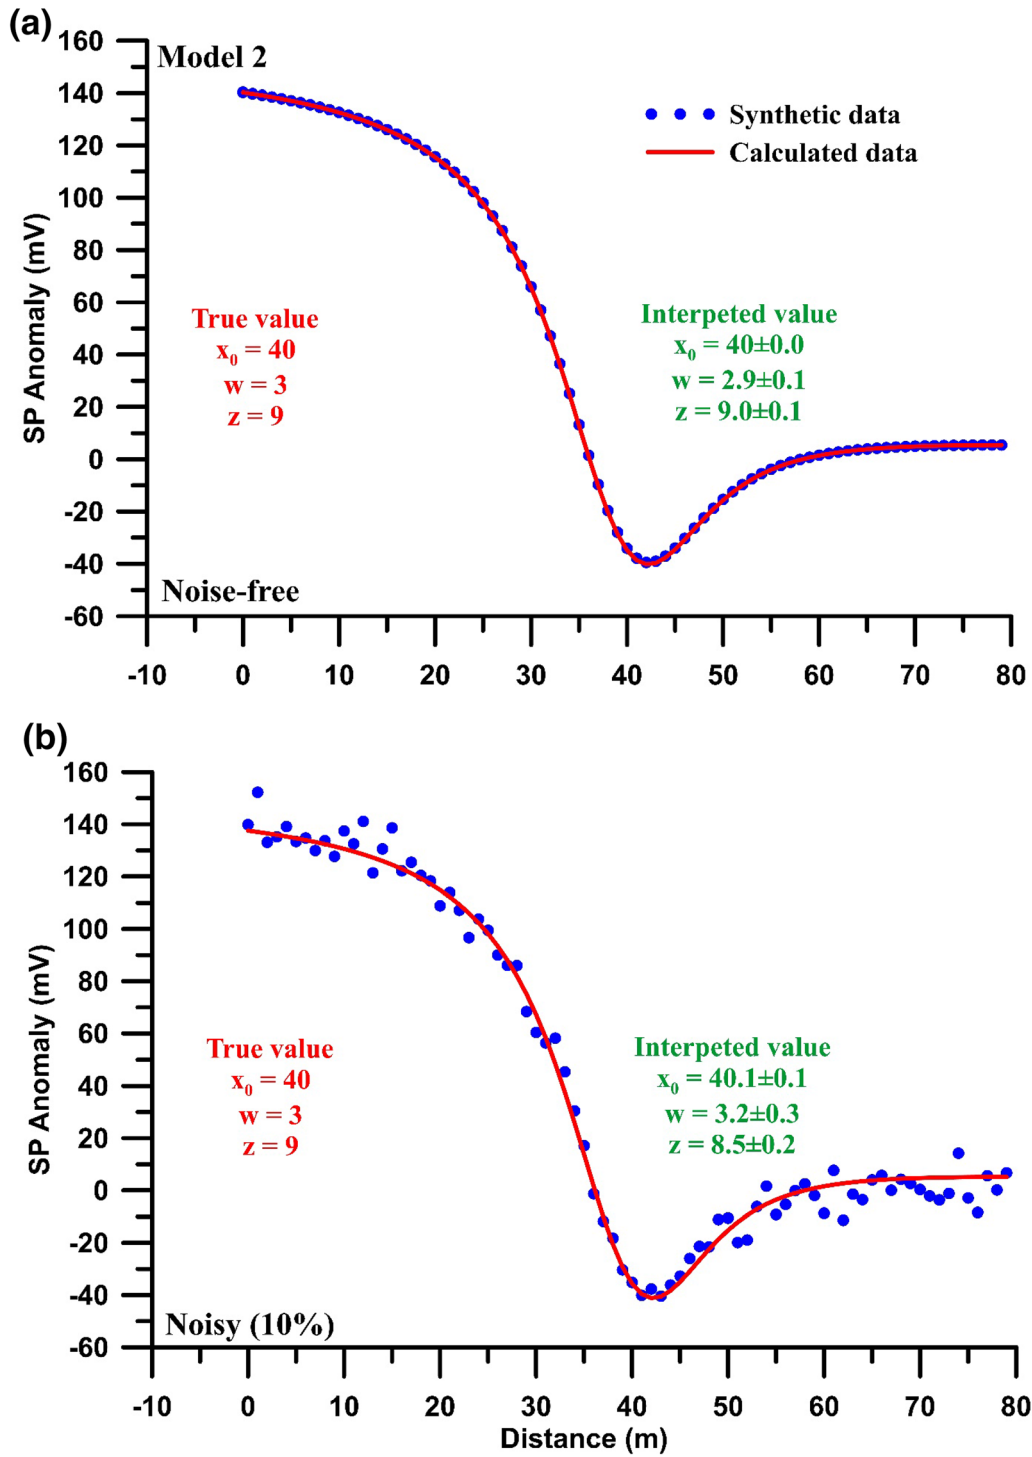 (a)
160
140
120
100
80
60
40
20
0
-20
-40
-60
SP Anomaly (mV)
Model 2
Synthetic data
Calculated data
True value
x₀ = 40
w = 3
z = 9
Interpeted value
x₀ = 40±0.0
w = 2.9±0.1
z = 9.0±0.1
Noise-free
-10 0 10 20 30 40 50 60 70 80
(b)
160
140
120
100
80
60
40
20
0
-20
-40
-60
SP Anomaly (mV)
True value
x₀ = 40
w = 3
z = 9
Interpeted value
x₀ = 40.1±0.1
w = 3.2±0.3
z = 8.5±0.2
Noisy (10%)
-10 0 10 20 30 40 50 60 70 80
Distance (m)